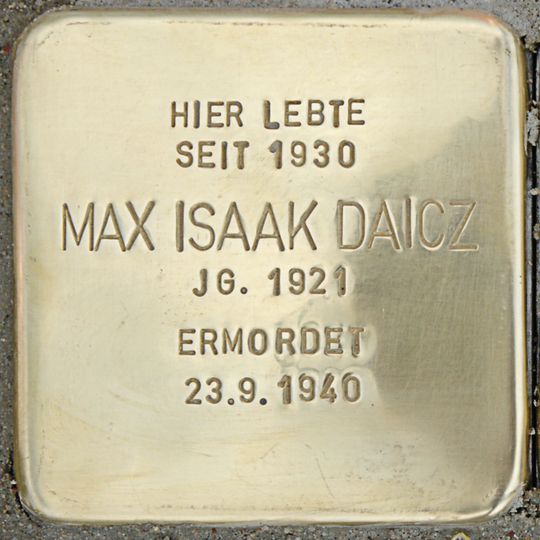 HIER LEBTE
SEIT 1930
MAX ISAAK DAICZ
JG. 1921
ERMORDET
23.9.1940